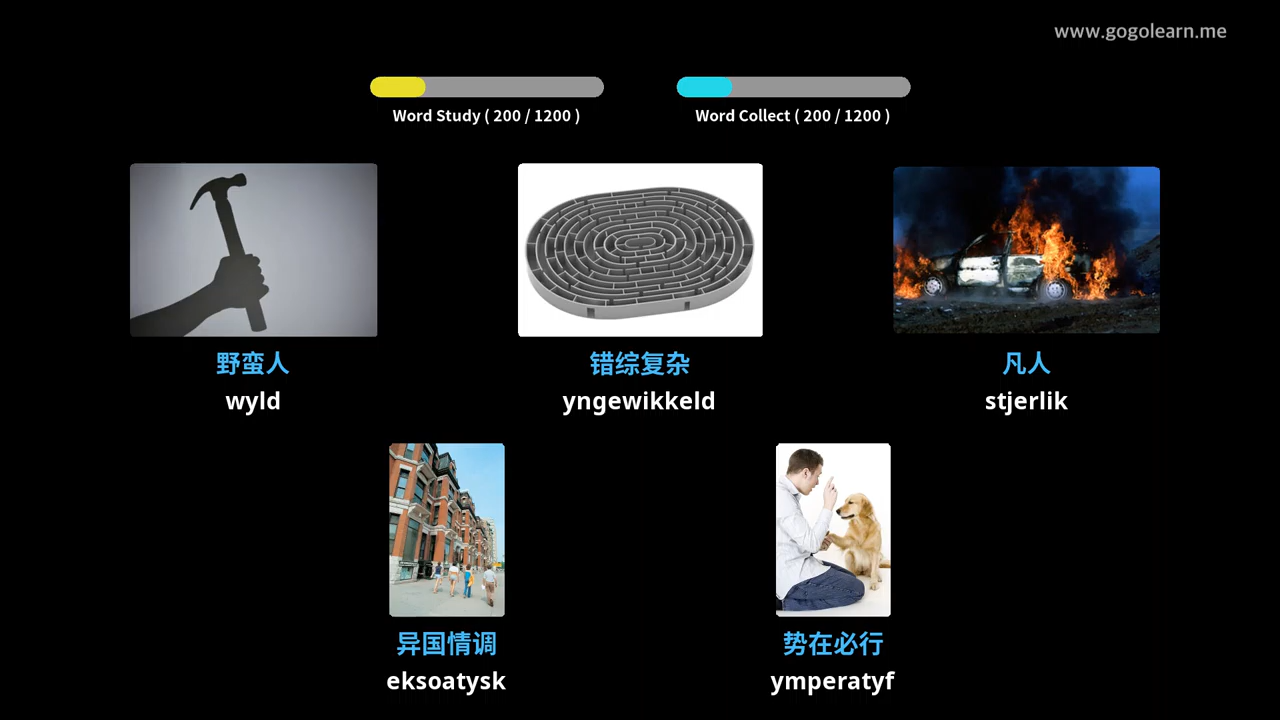 www.gogolearn.me
Word Study ( 200 / 1200 )
Word Collect ( 200 / 1200 )
野蛮人
wyld
错综复杂
yngewikkeld
凡人
stjerlik
异国情调
eksoatysk
势在必行
ymperatyf